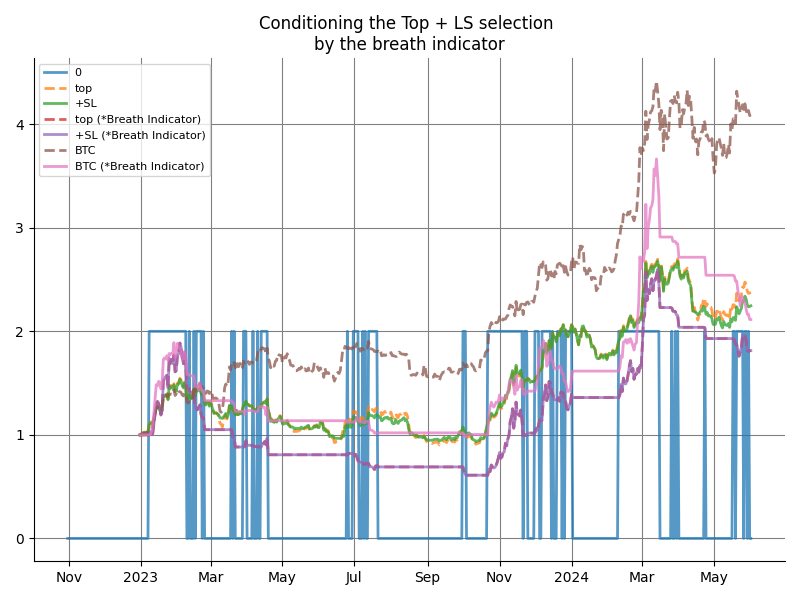 Conditioning the Top + LS selection
by the breath indicator
0
top
+SL
top (*Breath Indicator)
+SL (*Breath Indicator)
BTC
BTC (*Breath Indicator)
4
3
2
1
0
Nov 2023 Mar May Jul Sep Nov 2024 Mar May